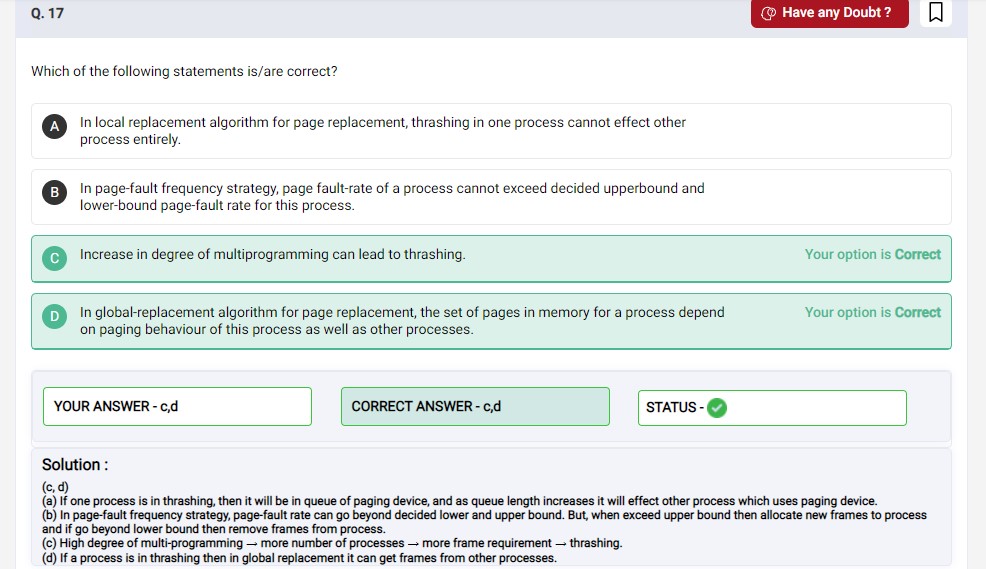 Q. 17
Have any Doubt ?
Which of the following statements is/are correct?
A
In local replacement algorithm for page replacement, thrashing in one process cannot effect other
process entirely.
B
In page-fault frequency strategy, page fault-rate of a process cannot exceed decided upperbound and
lower-bound page-fault rate for this process.
C
Increase in degree of multiprogramming can lead to thrashing.
Your option is Correct
D
In global-replacement algorithm for page replacement, the set of pages in memory for a process depend
on paging behaviour of this process as well as other processes.
Your option is Correct
YOUR ANSWER - c,d
CORRECT ANSWER - c,d
STATUS -
Solution :
(c, d)
(a) If one process is in thrashing, then it will be in queue of paging device, and as queue length increases it will effect other process which uses paging device.
(b) In page-fault frequency strategy, page-fault rate can go beyond decided lower and upper bound. But, when exceed upper bound then allocate new frames to process
and if go beyond lower bound then remove frames from process.
(c) High degree of multi-programming → more number of processes → more frame requirement → thrashing.
(d) If a process is in thrashing then in global replacement it can get frames from other processes.